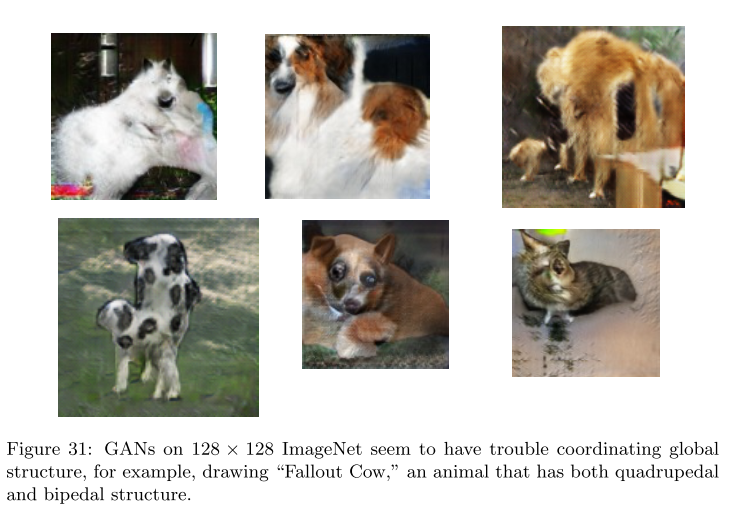 Figure 31: GANs on 128 × 128 ImageNet seem to have trouble coordinating global
structure, for example, drawing “Fallout Cow,” an animal that has both quadrupedal
and bipedal structure.